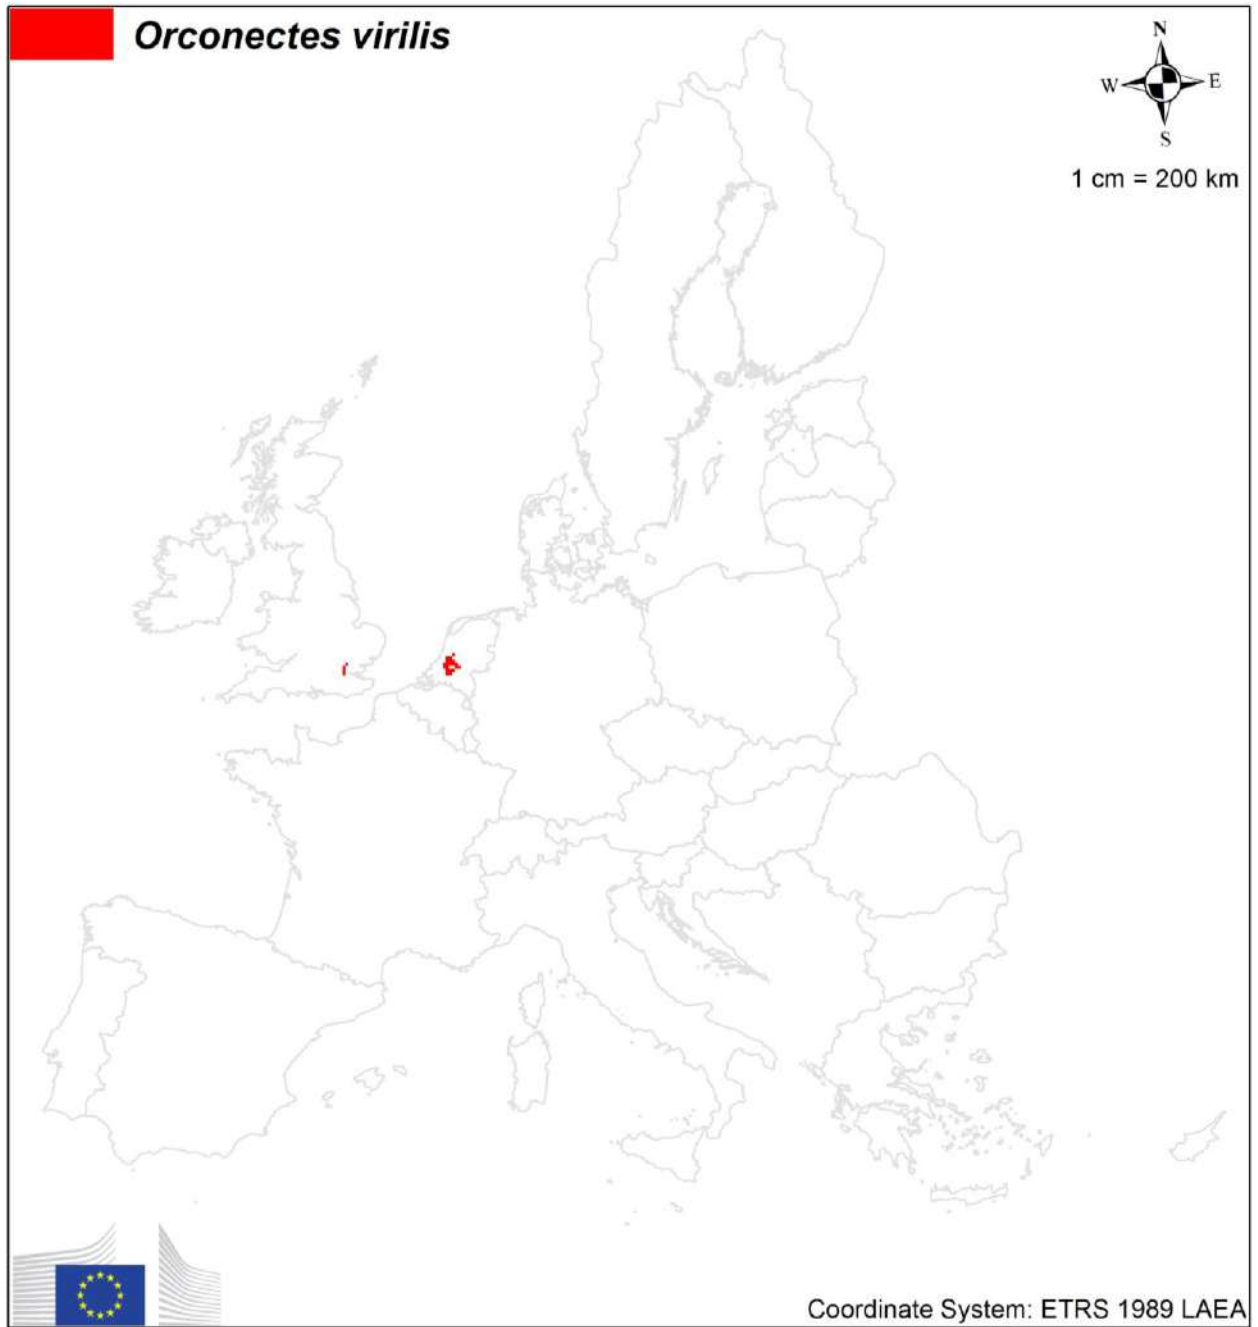 Orconectes virilis
N
W E
S
1 cm = 200 km
Coordinate System: ETRS 1989 LAEA